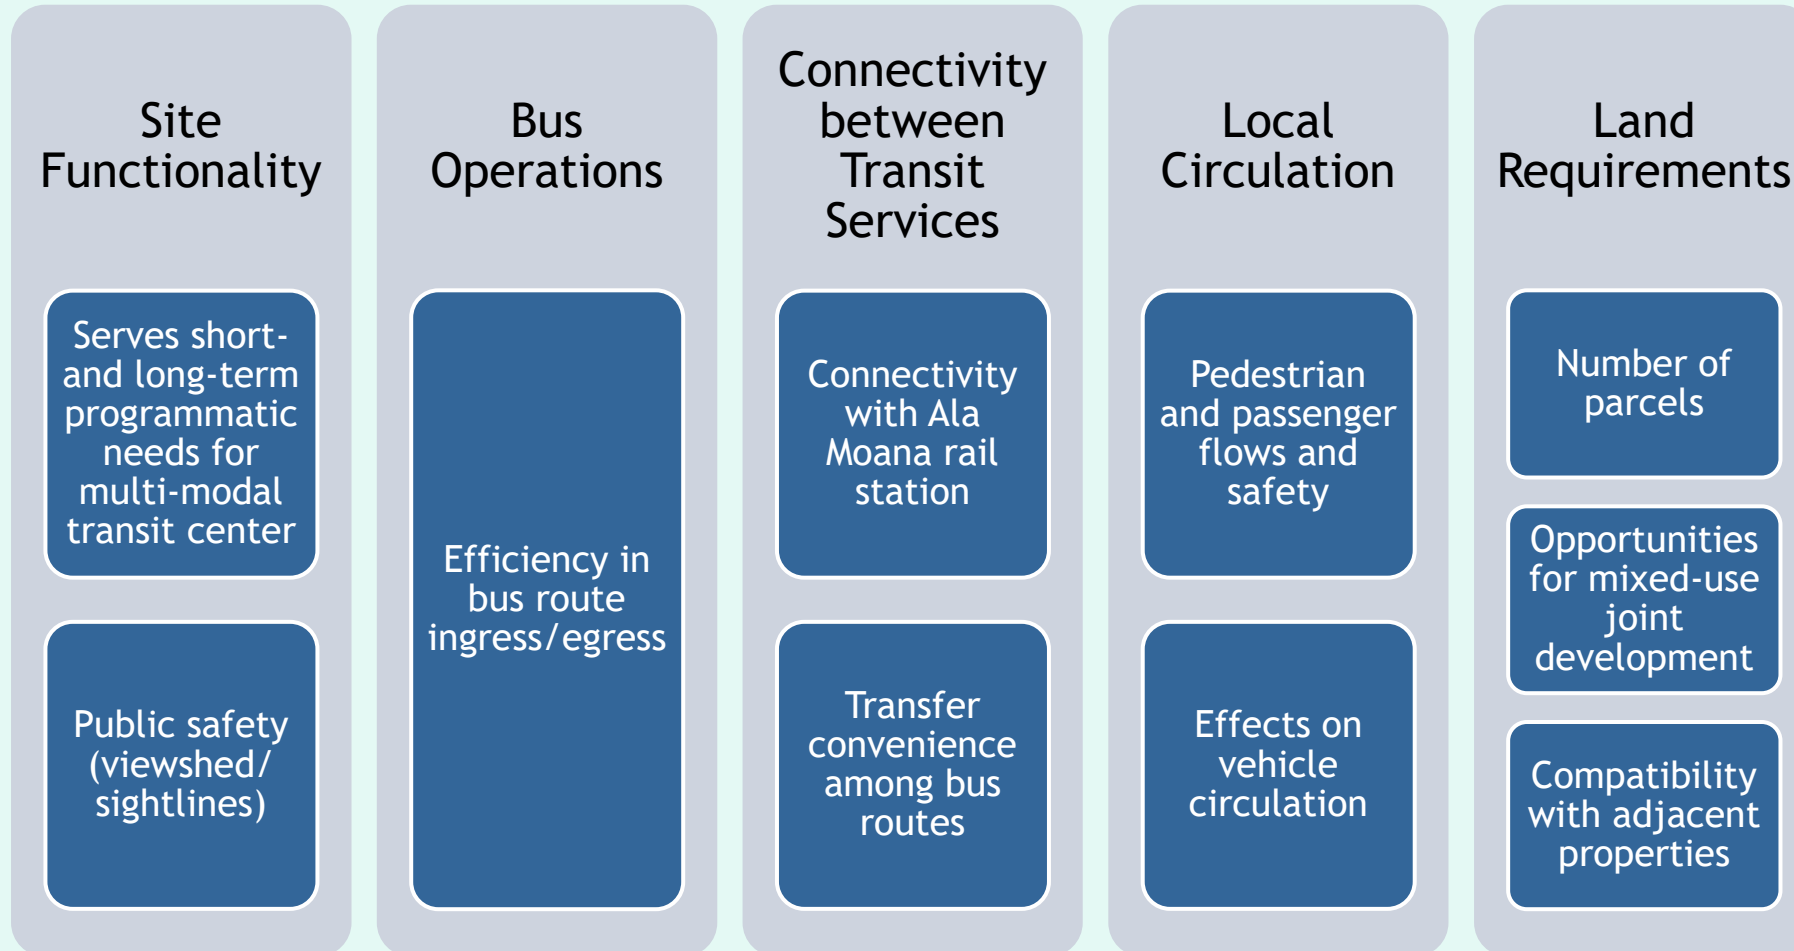 Site
Functionality
Serves short-
and long-term
programmatic
needs for
multi-modal
transit center
Public safety
(viewshed/
sightlines)
Bus
Operations
Efficiency in
bus route
ingress/egress
Connectivity
between
Transit
Services
Connectivity
with Ala
Moana rail
station
Transfer
convenience
among bus
routes
Local
Circulation
Pedestrian
and passenger
flows and
safety
Effects on
vehicle
circulation
Land
Requirements
Number of
parcels
Opportunities
for mixed-use
joint
development
Compatibility
with adjacent
properties